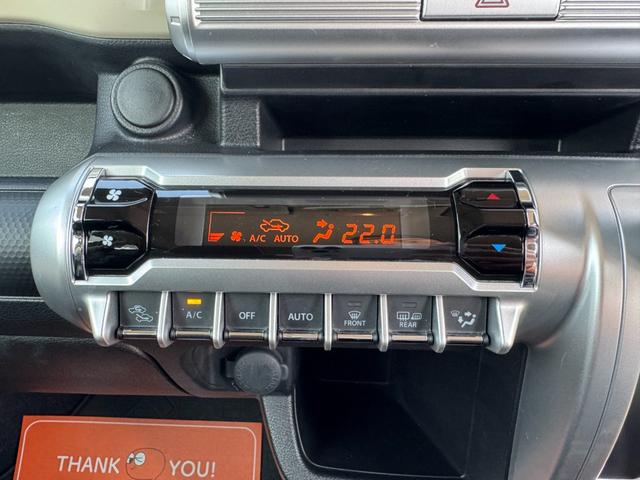 A/C AUTO 22.0
A/C OFF AUTO FRONT REAR
THANK YOU!